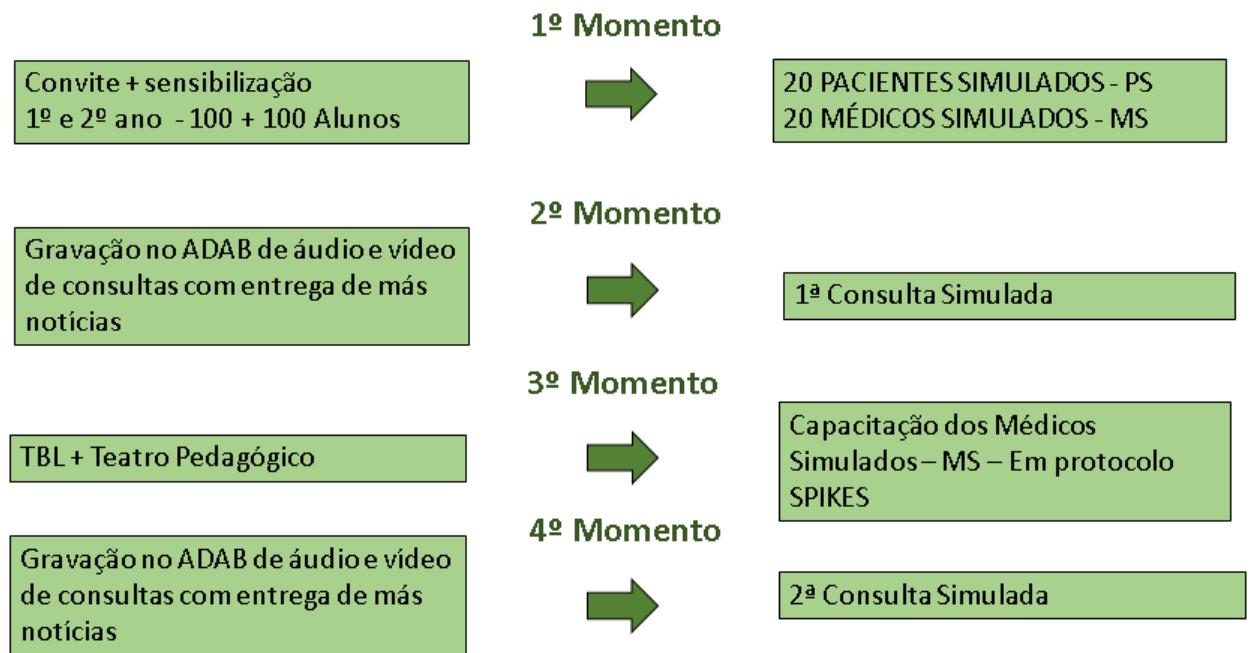 1º Momento
Convite + sensibilização
1º e 2º ano - 100 + 100 Alunos
20 PACIENTES SIMULADOS - PS
20 MÉDICOS SIMULADOS - MS
2º Momento
Gravação no ADAB de áudio e vídeo
de consultas com entrega de más
notícias
1ª Consulta Simulada
3º Momento
TBL + Teatro Pedagógico
Capacitação dos Médicos
Simulados – MS – Em protocolo
SPIKES
4º Momento
Gravação no ADAB de áudio e vídeo
de consultas com entrega de más
notícias
2ª Consulta Simulada